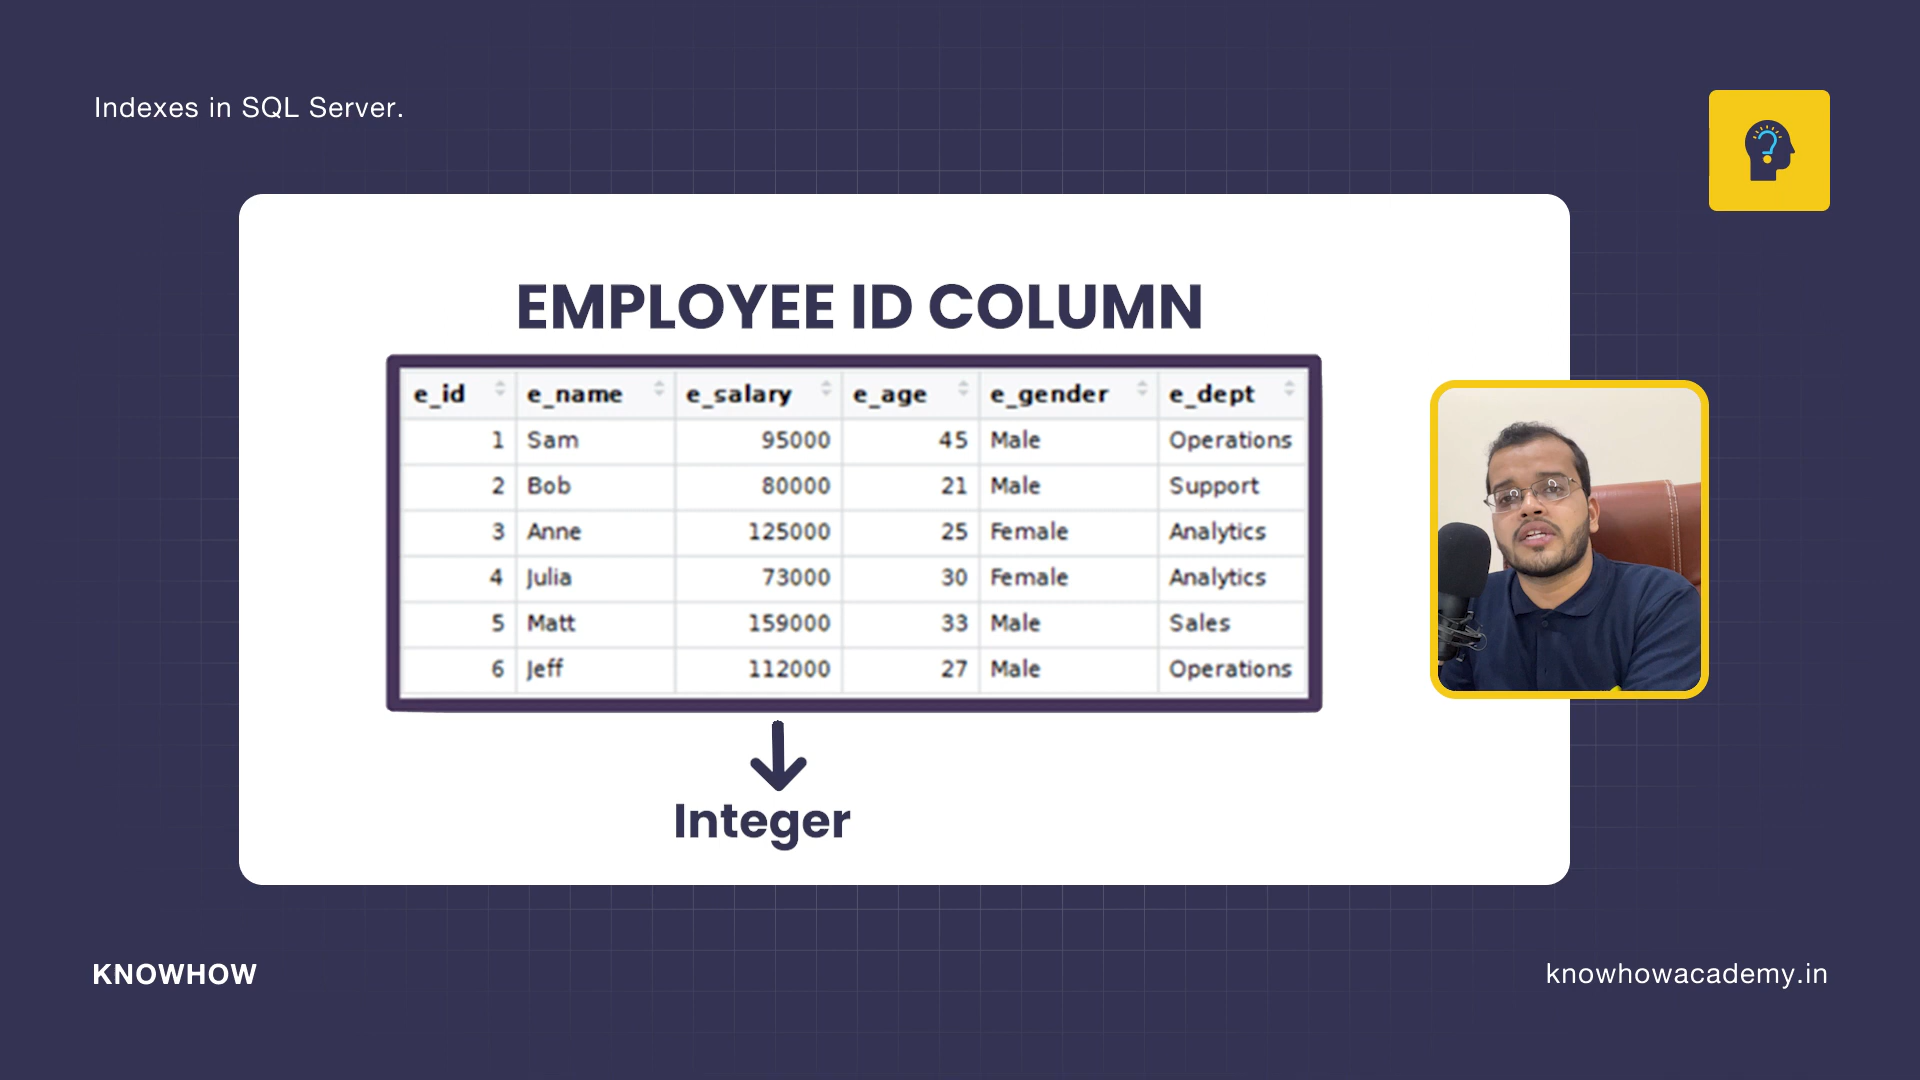 Indexes in SQL Server.
EMPLOYEE ID COLUMN
e_id e_name e_salary e_age e_gender e_dept
1 Sam 95000 45 Male Operations
2 Bob 80000 21 Male Support
3 Anne 125000 25 Female Analytics
4 Julia 73000 30 Female Analytics
5 Matt 159000 33 Male Sales
6 Jeff 112000 27 Male Operations
Integer
KNOWHOW
knowhowacademy.in